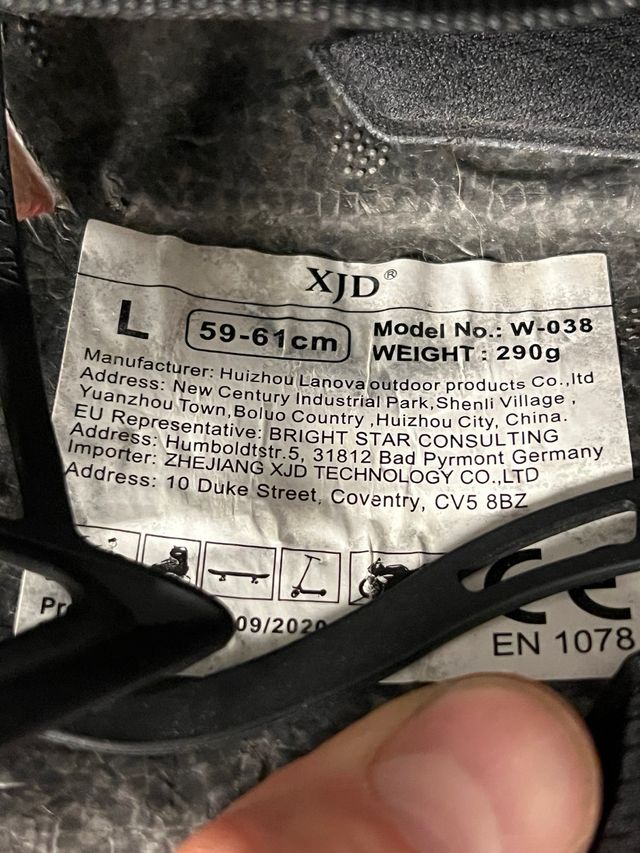 XJD®
L 59-61cm Model No.: W-038
WEIGHT : 290g
Manufacturer: Huizhou Lanova outdoor products Co.,ltd
Address: New Century Industrial Park,Shenli Village ,
Yuanzhou Town,Boluo Country ,Huizhou City, China.
EU Representative: BRIGHT STAR CONSULTING
Address: Humboldtstr.5, 31812 Bad Pyrmont Germany
Importer: ZHEJIANG XJD TECHNOLOGY CO.,LTD
Address: 10 Duke Street, Coventry, CV5 8BZ
CE
09/2020
EN 1078